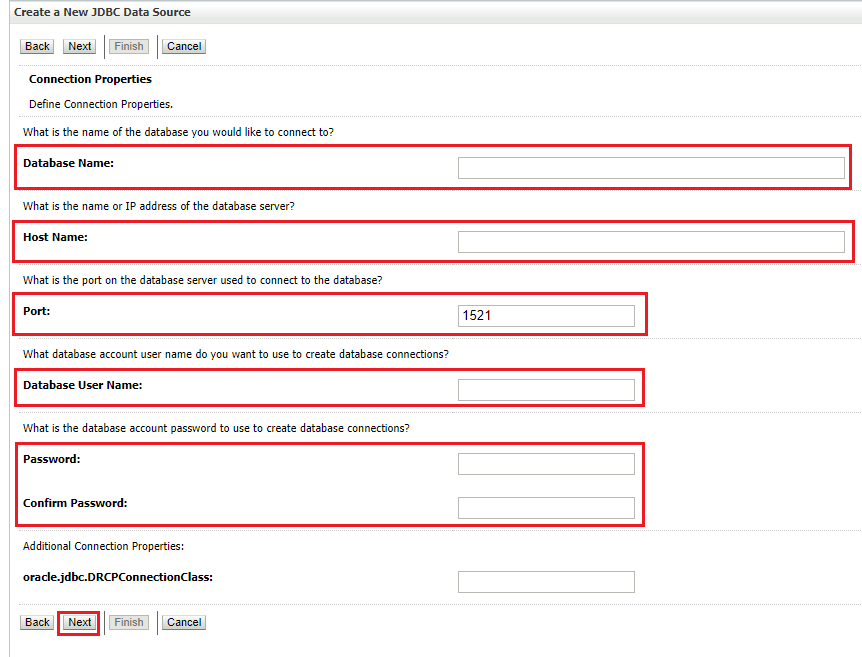 Create a New JDBC Data Source
Back Next Finish Cancel
Connection Properties
Define Connection Properties.
What is the name of the database you would like to connect to?
Database Name:
What is the name or IP address of the database server?
Host Name:
What is the port on the database server used to connect to the database?
Port: 1521
What database account user name do you want to use to create database connections?
Database User Name:
What is the database account password to use to create database connections?
Password:
Confirm Password:
Additional Connection Properties:
oracle.jdbc.DRCPConnectionClass:
Back Next Finish Cancel